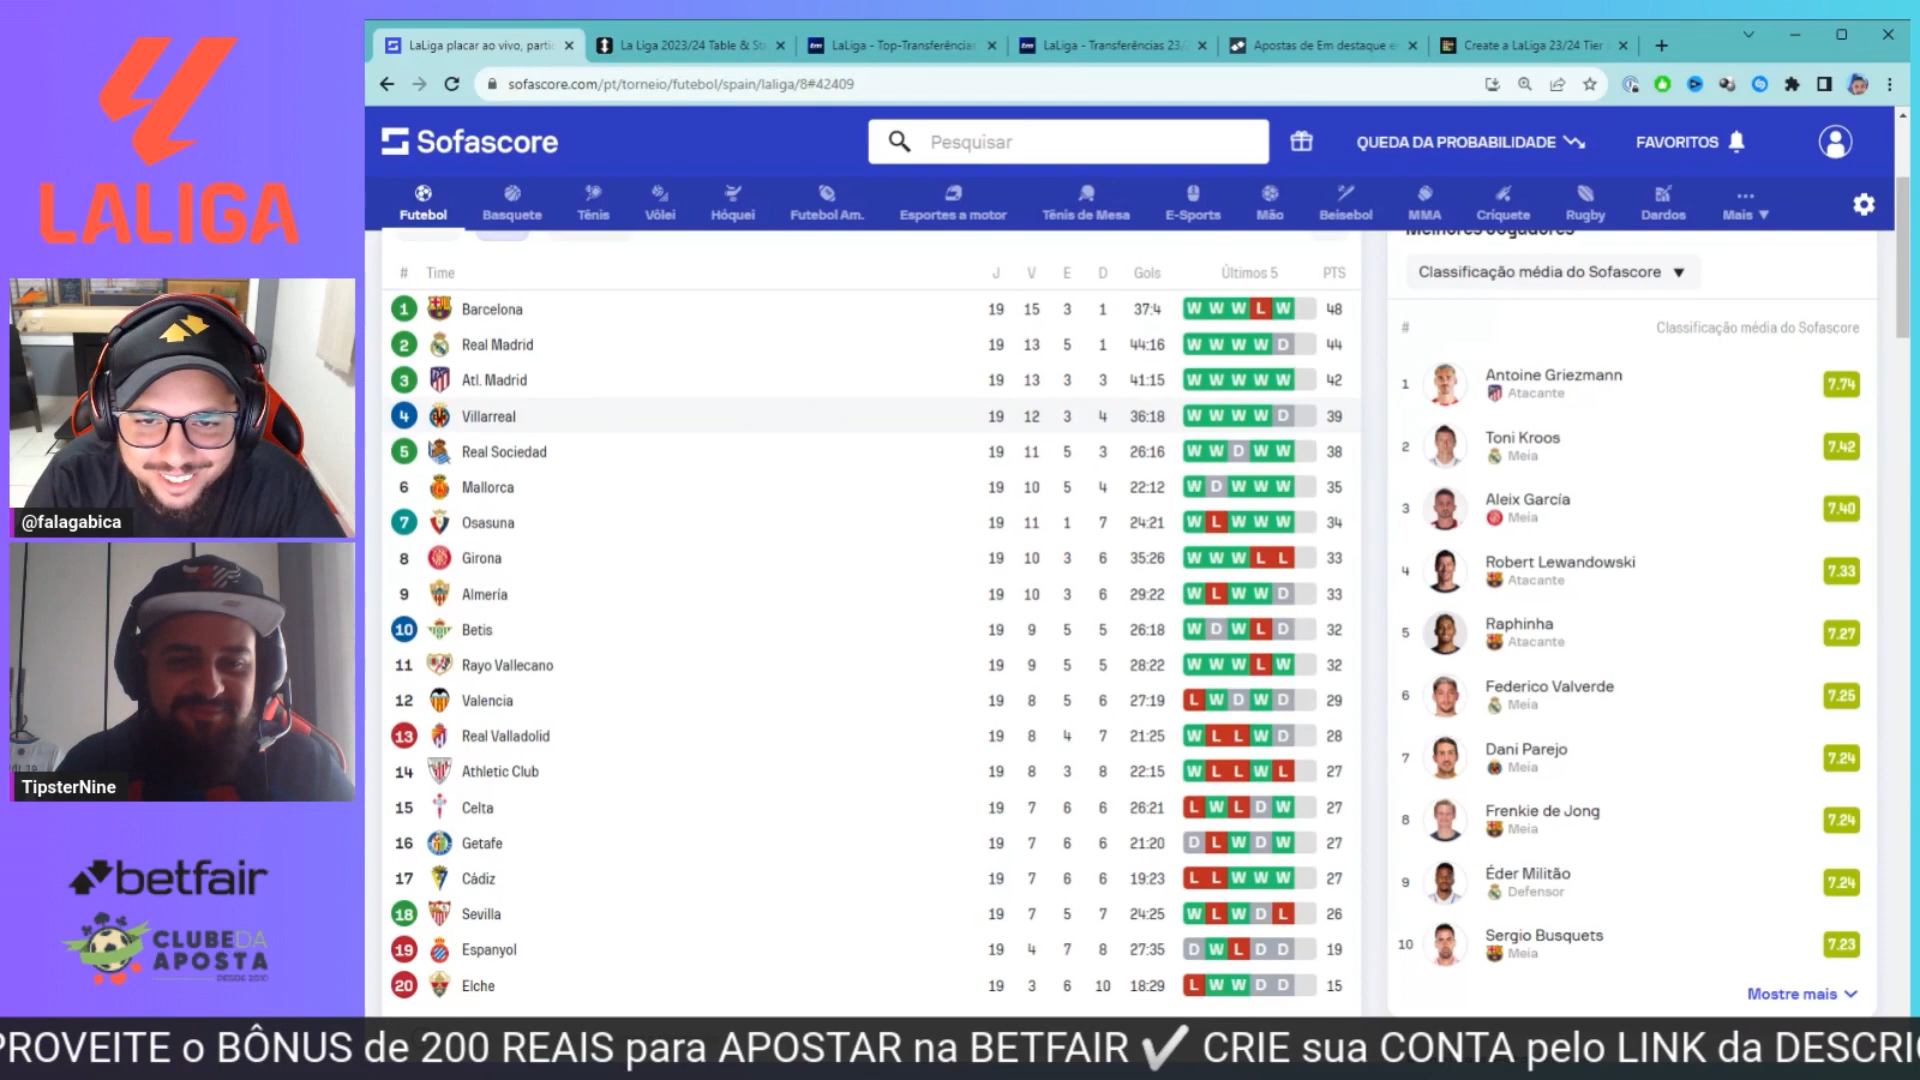 LaLiga placar ao vivo, partic
La Liga 2023/24 Table & St
LaLiga - Top-Transferência
LaLiga - Transferências 23/2
Apostas de Em destaque e
Create a LaLiga 23/24 Tier
sofascore.com/pt/torneio/futebol/spain/laliga/8#42409
LALIGA
Sofascore
Pesquisar
QUEDA DA PROBABILIDADE
FAVORITOS
Futebol Basquete Tênis Vôlei Hóquei Futebol Am. Esportes a motor Tênis de Mesa E-Sports Mão Beisebol MMA Críquete Rugby Dardos Mais ▼
Melhores Jogadores
Classificação média do Sofascore ▼
# Time J V E D Gols Últimos 5 PTS
1 Barcelona 19 15 3 1 37:4 W W W L W 48
2 Real Madrid 19 13 5 1 44:16 W W W W D 44
3 Atl. Madrid 19 13 3 3 41:15 W W W W W 42
4 Villarreal 19 12 3 4 36:18 W W W W D 39
5 Real Sociedad 19 11 5 3 26:16 W W D W W 38
6 Mallorca 19 10 5 4 22:12 W D W W W 35
7 Osasuna 19 11 1 7 24:21 W L W W W 34
8 Girona 19 10 3 6 35:26 W W W L L 33
9 Almería 19 10 3 6 29:22 W L W W D 33
10 Betis 19 9 5 5 26:18 W D W L D 32
11 Rayo Vallecano 19 9 5 5 28:22 W W W L W 32
12 Valencia 19 8 5 6 27:19 L W D W D 29
13 Real Valladolid 19 8 4 7 21:25 W L L W D 28
14 Athletic Club 19 8 3 8 22:15 W L L W L 27
15 Celta 19 7 6 6 26:21 L W L D W 27
16 Getafe 19 7 6 6 21:20 D L W D W 27
17 Cádiz 19 7 6 6 19:23 L L W W W 27
18 Sevilla 19 7 5 7 24:25 W L W D L 26
19 Espanyol 19 4 7 8 27:35 D W L D D 19
20 Elche 19 3 6 10 18:29 L W W D D 15
# Classificação média do Sofascore
1 Antoine Griezmann 7.74
Atacante
2 Toni Kroos 7.42
Meia
3 Aleix García 7.40
Meia
4 Robert Lewandowski 7.33
Atacante
5 Raphinha 7.27
Atacante
6 Federico Valverde 7.25
Meia
7 Dani Parejo 7.24
Meia
8 Frenkie de Jong 7.24
Meia
9 Éder Militão 7.24
Defensor
10 Sergio Busquets 7.23
Meia
Mostre mais
@falagabica
TipsterNine
betfair
CLUBE DA
APOSTA
DESDE 2010
PROVEITE o BÔNUS de 200 REAIS para APOSTAR na BETFAIR ✔ CRIE sua CONTA pelo LINK da DESCRIÇ